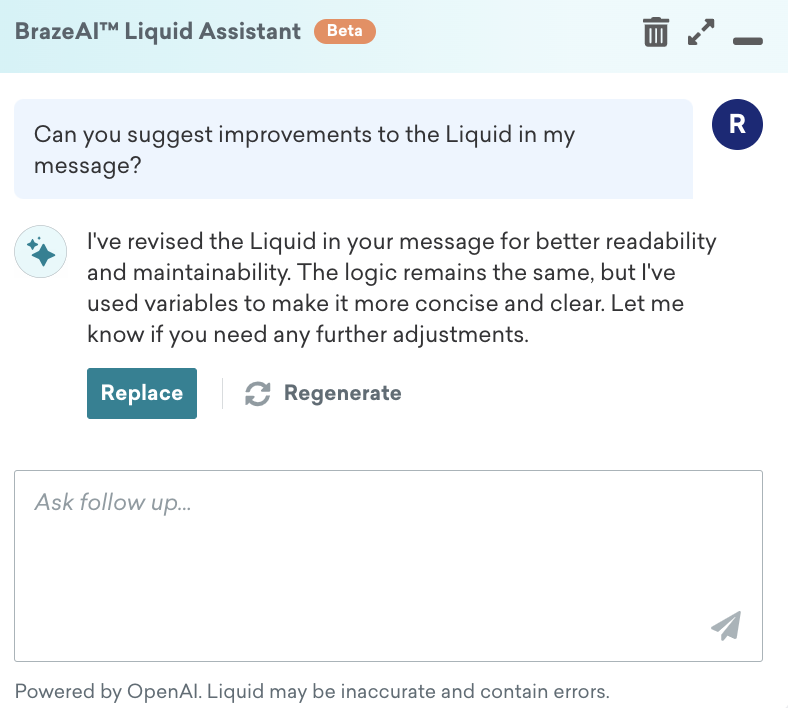 BrazeAI™ Liquid Assistant Beta
Can you suggest improvements to the Liquid in my
message?
R
I've revised the Liquid in your message for better readability
and maintainability. The logic remains the same, but I've
used variables to make it more concise and clear. Let me
know if you need any further adjustments.
Replace
Regenerate
Ask follow up...
Powered by OpenAI. Liquid may be inaccurate and contain errors.